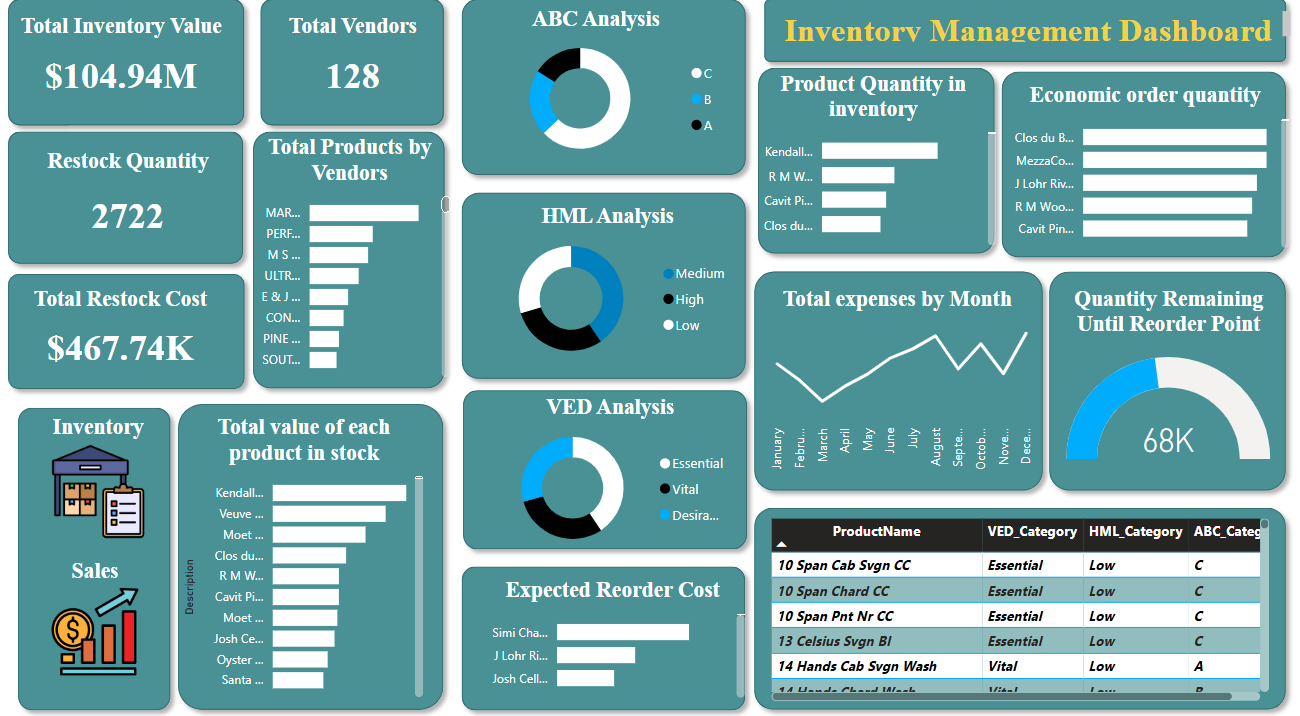 Total Inventory Value
$104.94M
Total Vendors
128
ABC Analysis
C
B
A
Inventory Management Dashboard
Restock Quantity
2722
Total Products by
Vendors
MAR...
PERF...
M S ...
ULTR...
E & J ...
CON...
PINE ...
SOUT...
HML Analysis
Medium
High
Low
Product Quantity in
inventory
Kendall...
R M W...
Cavit Pi...
Clos du...
Economic order quantity
Clos du B...
MezzaCo...
J Lohr Riv...
R M Woo...
Cavit Pin...
Total Restock Cost
$467.74K
Total expenses by Month
January
Febru...
March
April
May
June
July
August
Septe...
Octob...
Nove...
Dece...
Quantity Remaining
Until Reorder Point
68K
Inventory
Sales
Total value of each
product in stock
Description
Kendall...
Veuve ...
Moet ...
Clos du...
R M W...
Cavit Pi...
Moet ...
Josh Ce...
Oyster ...
Santa ...
VED Analysis
Essential
Vital
Desira...
Expected Reorder Cost
Simi Cha...
J Lohr Ri...
Josh Cell...
ProductName VED_Category HML_Category ABC_Categ
10 Span Cab Svgn CC Essential Low C
10 Span Chard CC Essential Low C
10 Span Pnt Nr CC Essential Low C
13 Celsius Svgn Bl Essential Low C
14 Hands Cab Svgn Wash Vital Low A
14 Hands Chard Wash Vital Low B